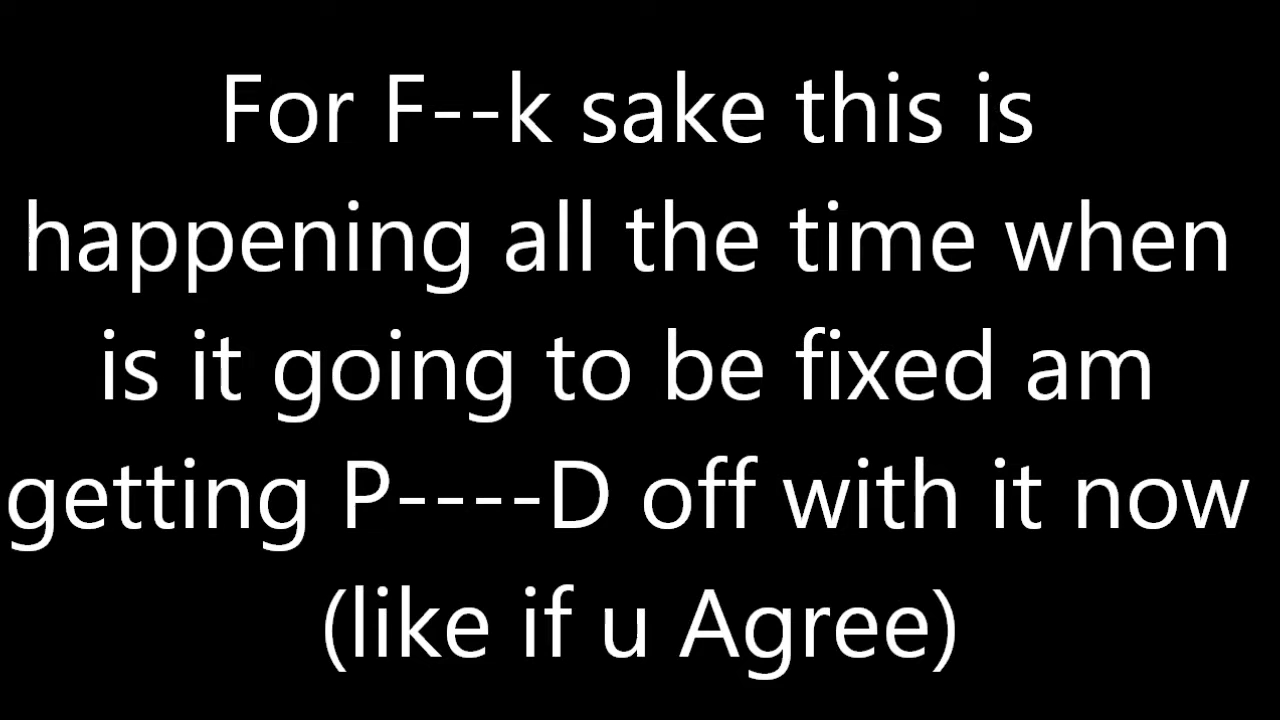 For F--k sake this is
happening all the time when
is it going to be fixed am
getting P----D off with it now
(like if u Agree)